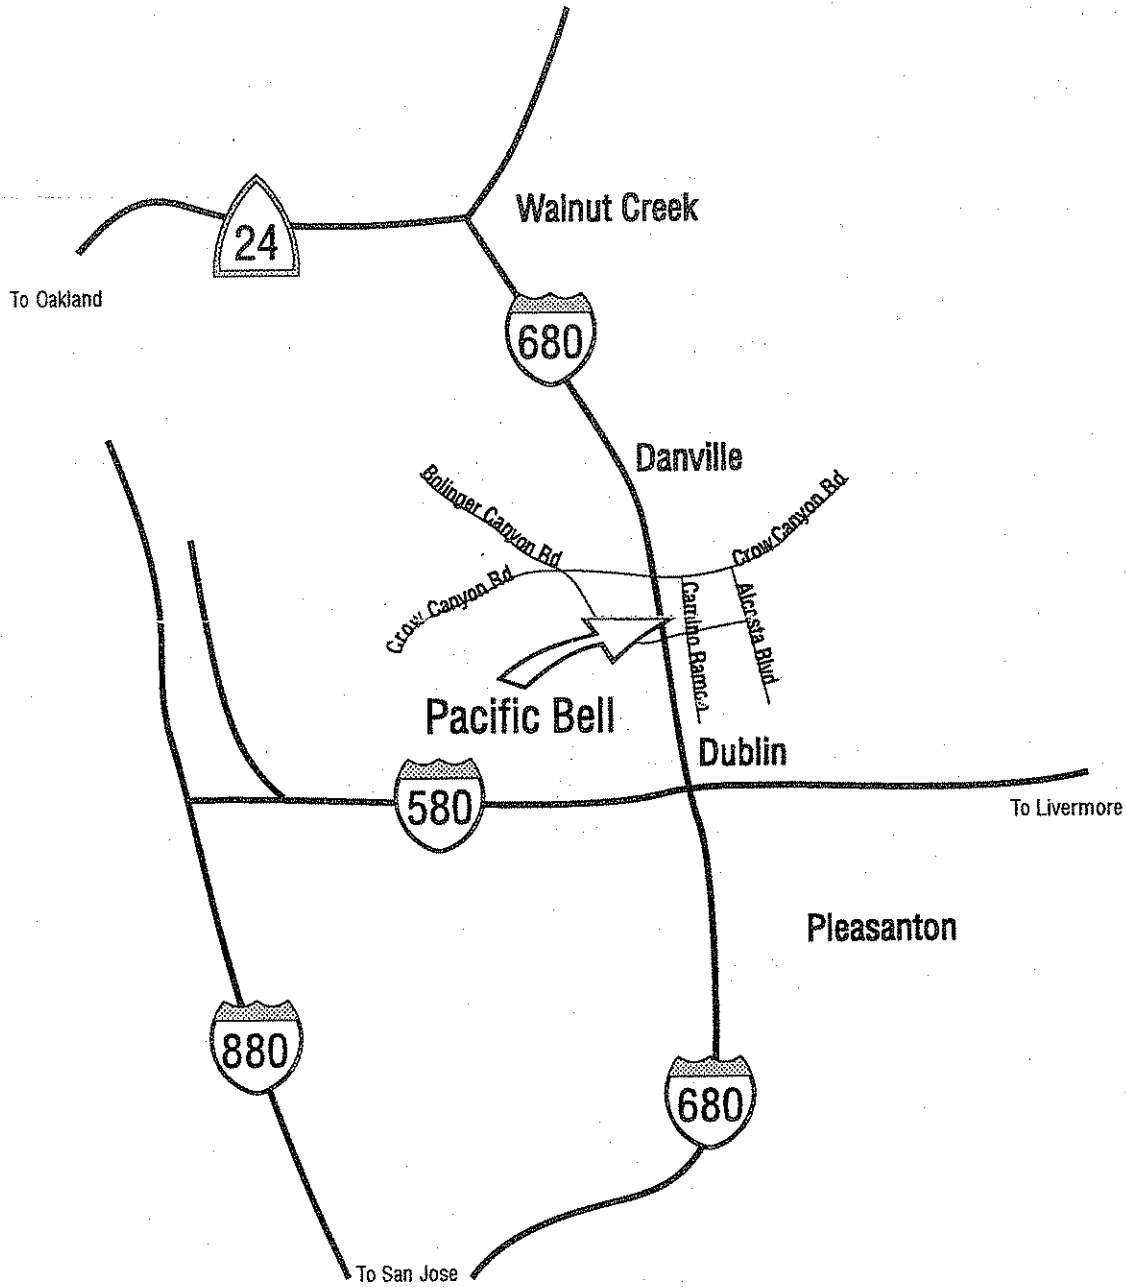 Walnut Creek
24
To Oakland
680
Danville
Bolinger Canyon Rd
Crow Canyon Rd
Crow Canyon Rd
Camino Ramon
Alcosta Blvd
Pacific Bell
Dublin
580
To Livermore
Pleasanton
880
680
To San Jose